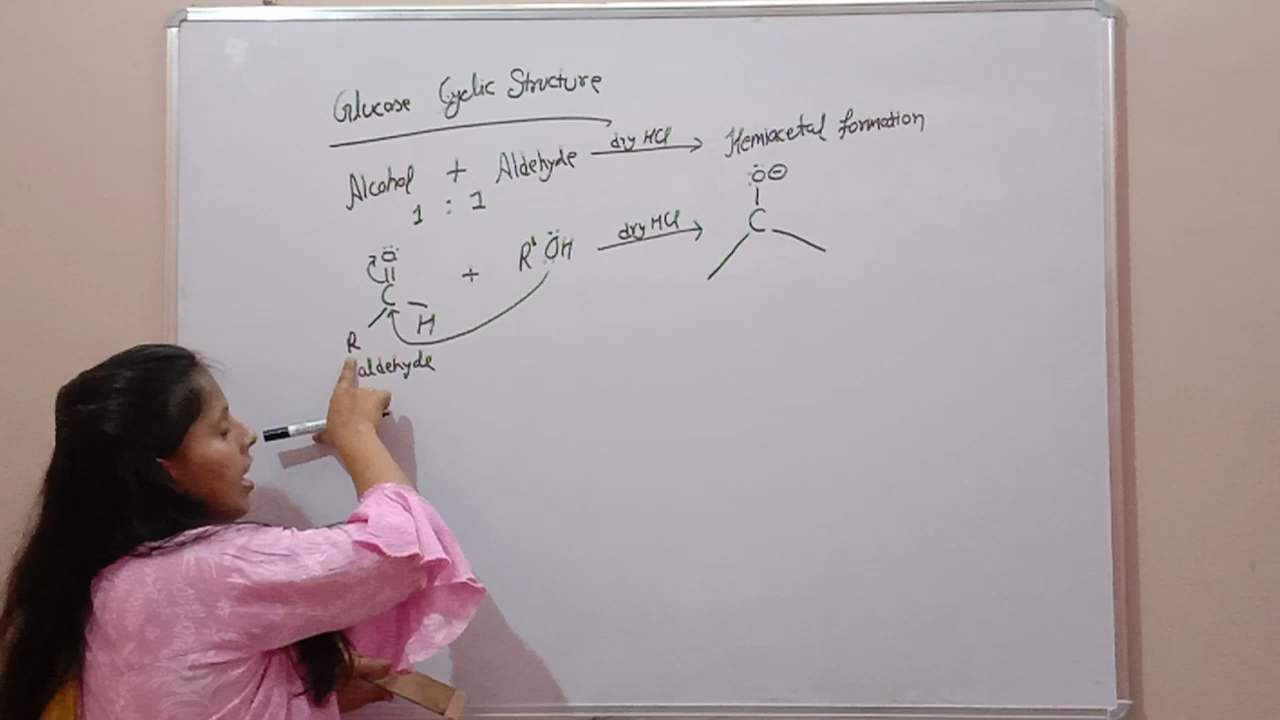 Glucose Cyclic Structure
Alcohol + Aldehyde dry HCl → Hemiacetal formation
1 : 1
Ö
C
R H
aldehyde
+ R' ÖH dry HCl →
Ö⊖
C